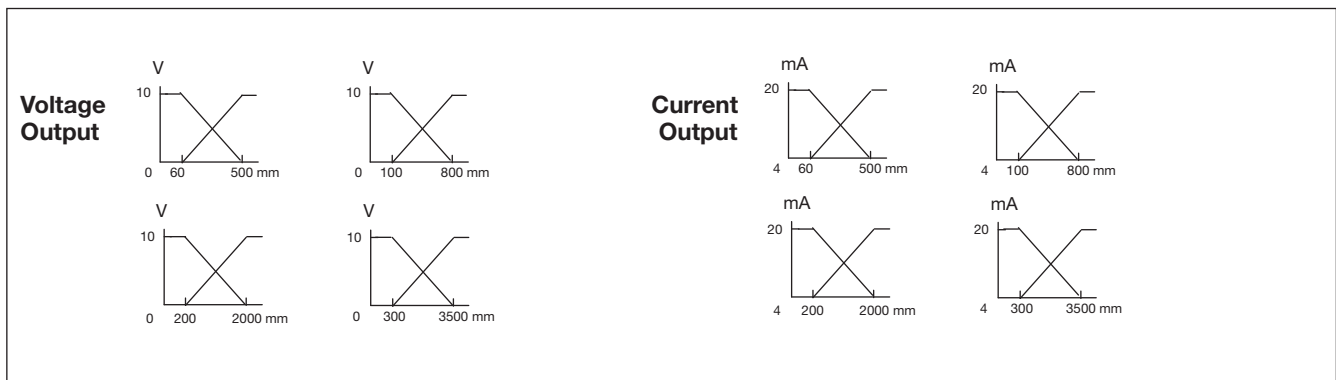 Voltage
Output
V
10
0 60 500 mm
V
10
0 100 800 mm
V
10
0 200 2000 mm
V
10
0 300 3500 mm
Current
Output
mA
20
4 60 500 mm
mA
20
4 100 800 mm
mA
20
4 200 2000 mm
mA
20
4 300 3500 mm